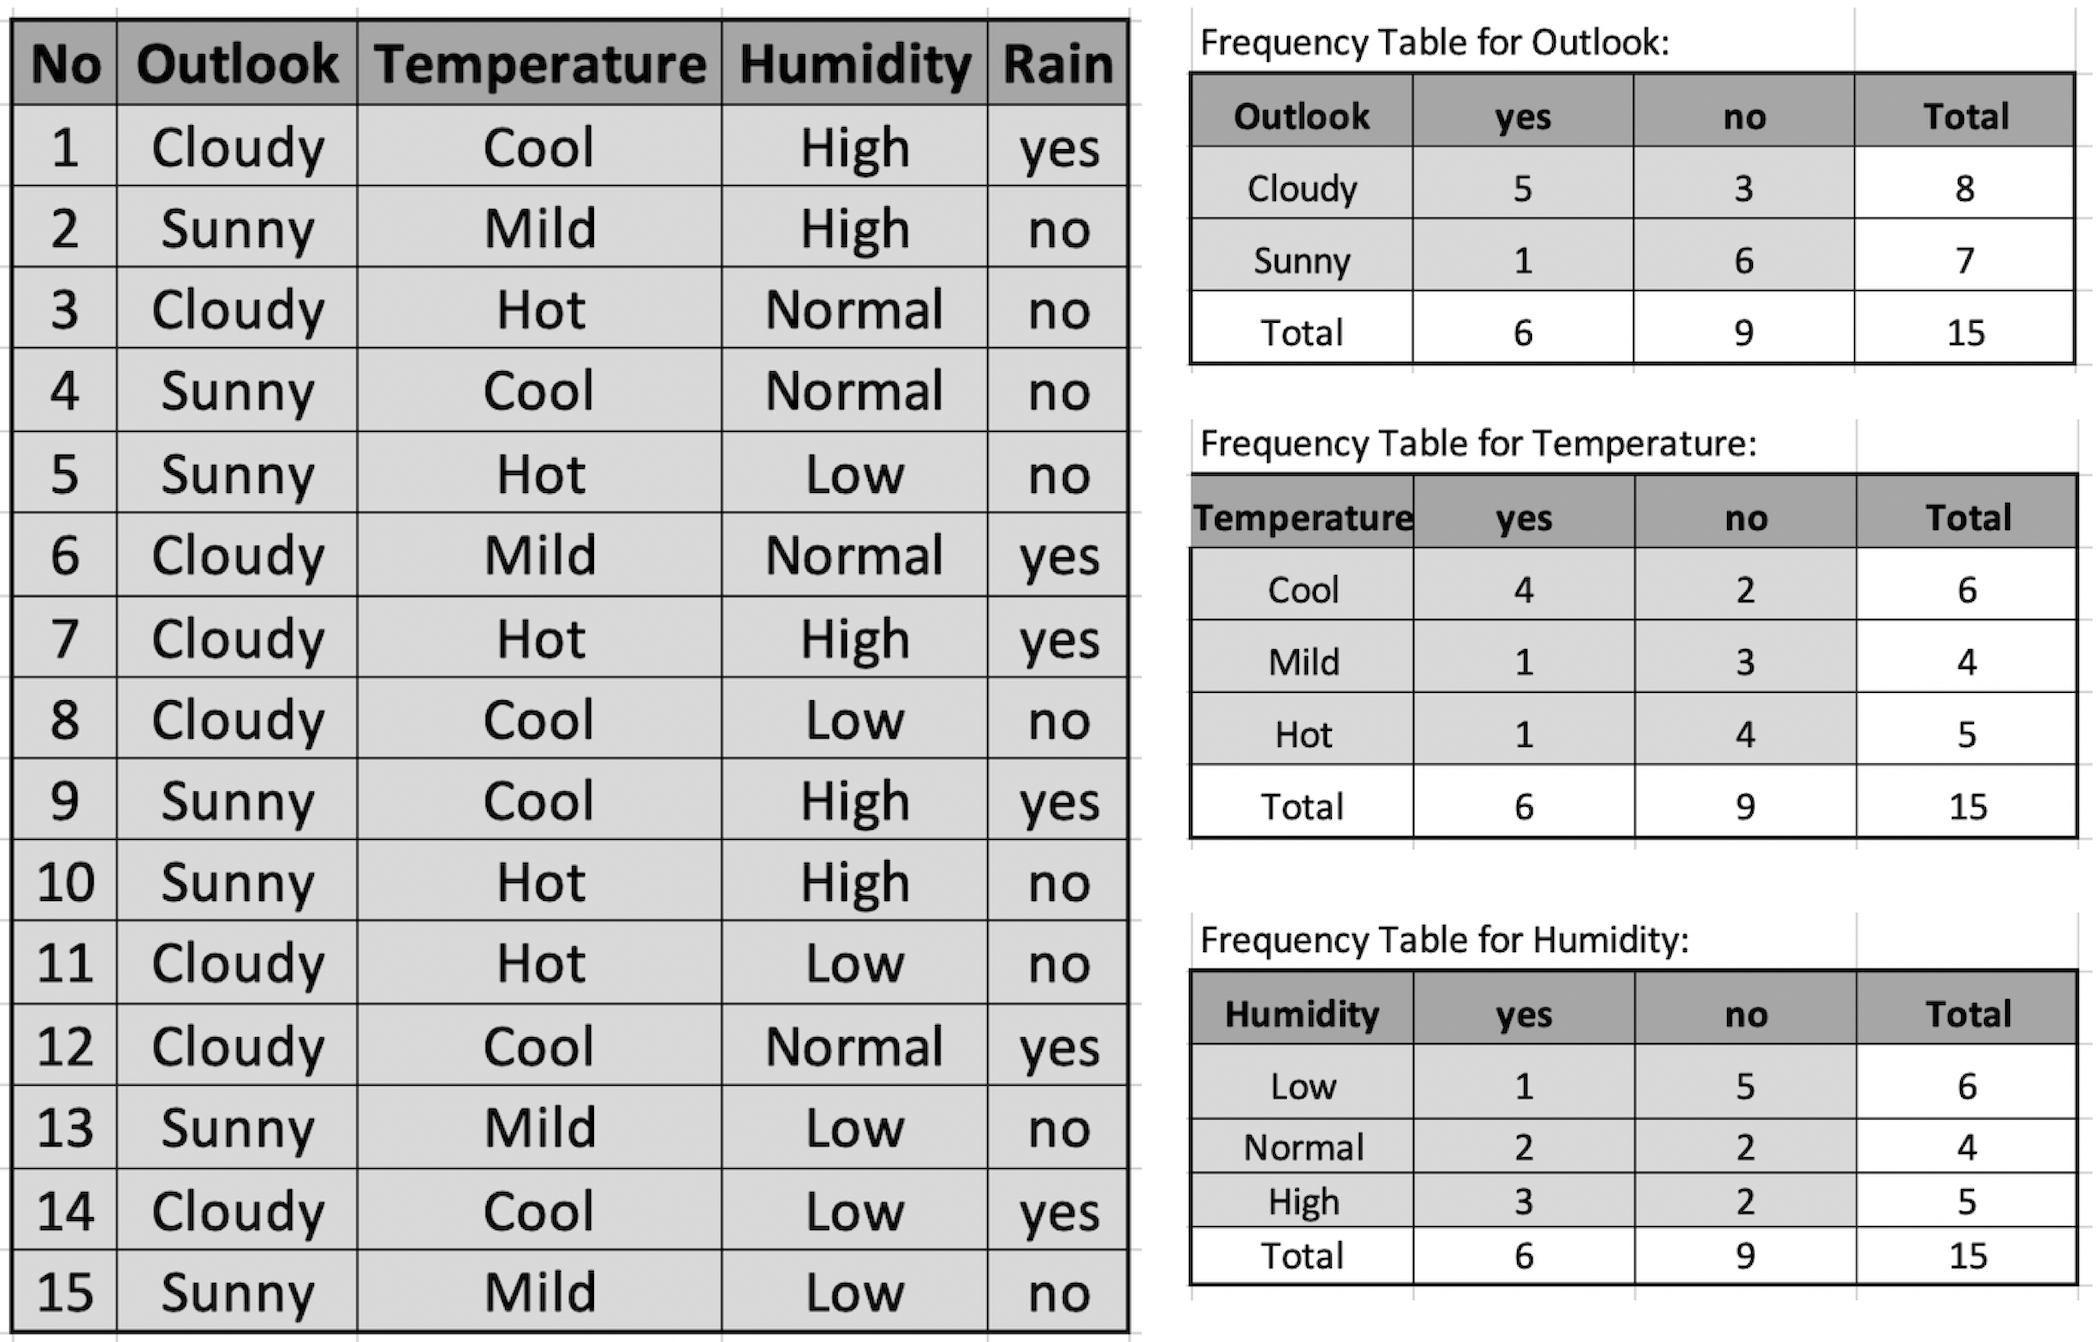 No Outlook Temperature Humidity Rain
1 Cloudy Cool High yes
2 Sunny Mild High no
3 Cloudy Hot Normal no
4 Sunny Cool Normal no
5 Sunny Hot Low no
6 Cloudy Mild Normal yes
7 Cloudy Hot High yes
8 Cloudy Cool Low no
9 Sunny Cool High yes
10 Sunny Hot High no
11 Cloudy Hot Low no
12 Cloudy Cool Normal yes
13 Sunny Mild Low no
14 Cloudy Cool Low yes
15 Sunny Mild Low no
Frequency Table for Outlook:
Outlook yes no Total
Cloudy 5 3 8
Sunny 1 6 7
Total 6 9 15
Frequency Table for Temperature:
Temperature yes no Total
Cool 4 2 6
Mild 1 3 4
Hot 1 4 5
Total 6 9 15
Frequency Table for Humidity:
Humidity yes no Total
Low 1 5 6
Normal 2 2 4
High 3 2 5
Total 6 9 15